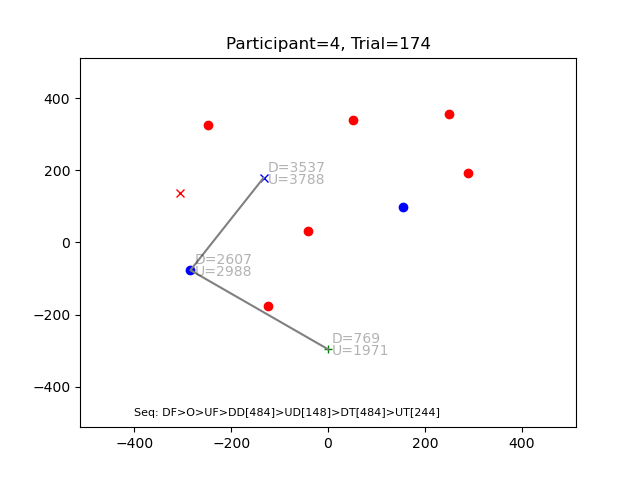 Participant=4, Trial=174
400
200
0
−200
−400
D=3537
U=3788
D=2607
U=2988
D=769
U=1971
Seq: DF>O>UF>DD[484]>UD[148]>DT[484]>UT[244]
−400
−200
0
200
400